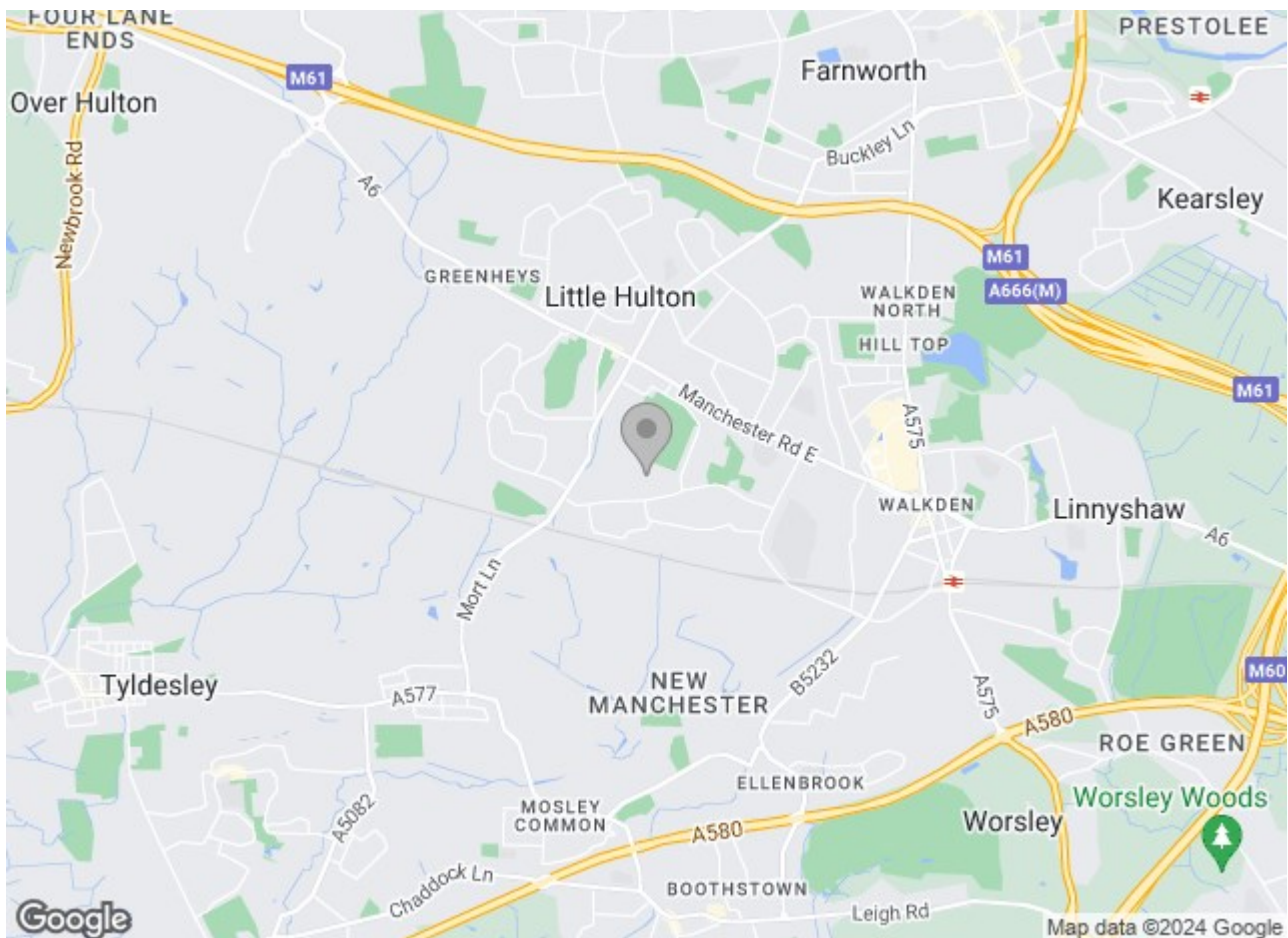 FOUR LANE
ENDS
PRESTOLEE
M61
Farnworth
Over Hulton
Buckley Ln
Newbrook Rd
A6
Kearsley
M61
GREENHEYS
A666(M)
Little Hulton
WALKDEN
NORTH
HILL TOP
M61
Manchester Rd E
A575
WALKDEN
Linnyshaw
A6
Mort Ln
M60
Tyldesley
NEW
MANCHESTER
B5232
A577
A575
A580
ROE GREEN
ELLENBROOK
Worsley Woods
A5082
MOSLEY
COMMON
Worsley
A580
Chaddock Ln
BOOTHSTOWN
Leigh Rd
Google
Map data ©2024 Google